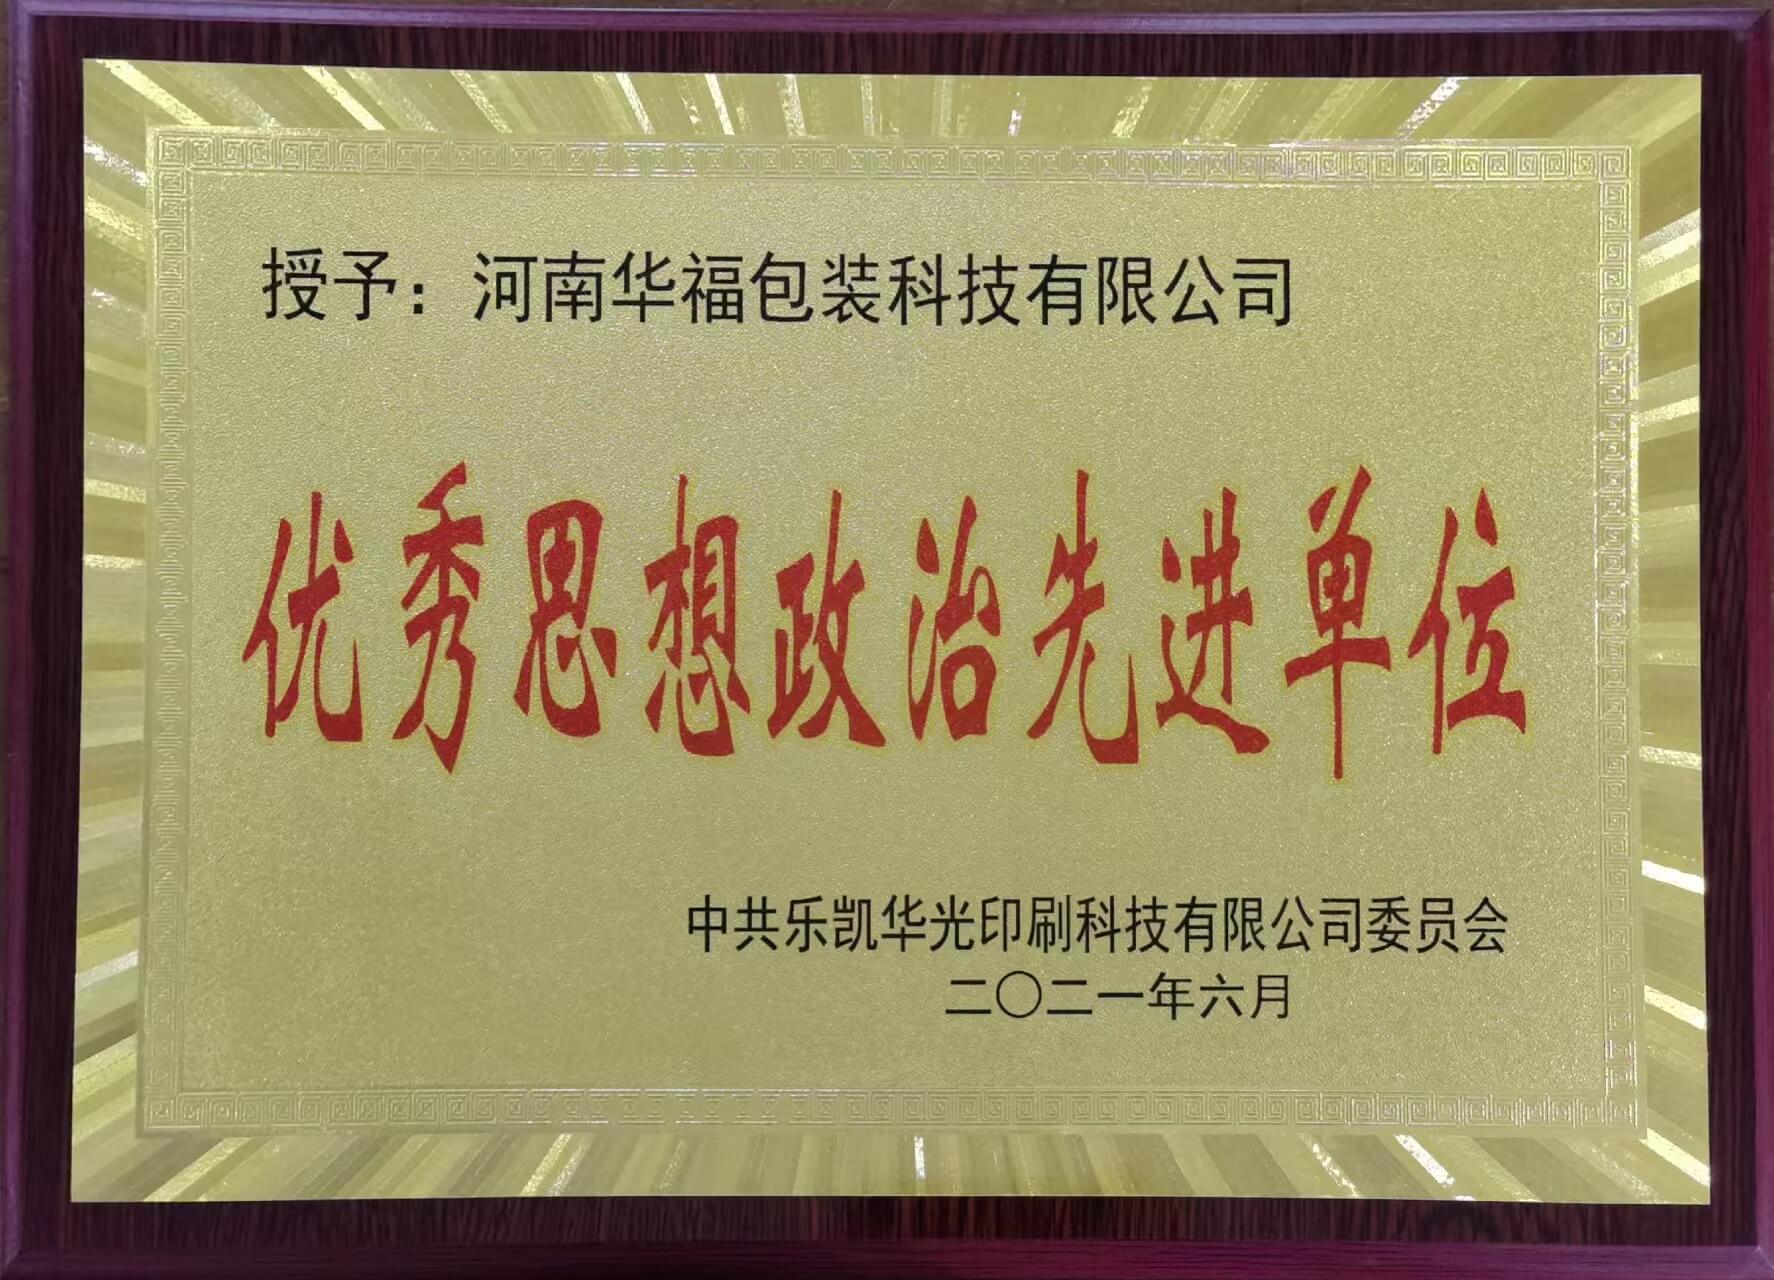 授予：河南华福包装科技有限公司
优秀思想政治先进单位
中共乐凯华光印刷科技有限公司委员会
二〇二一年六月